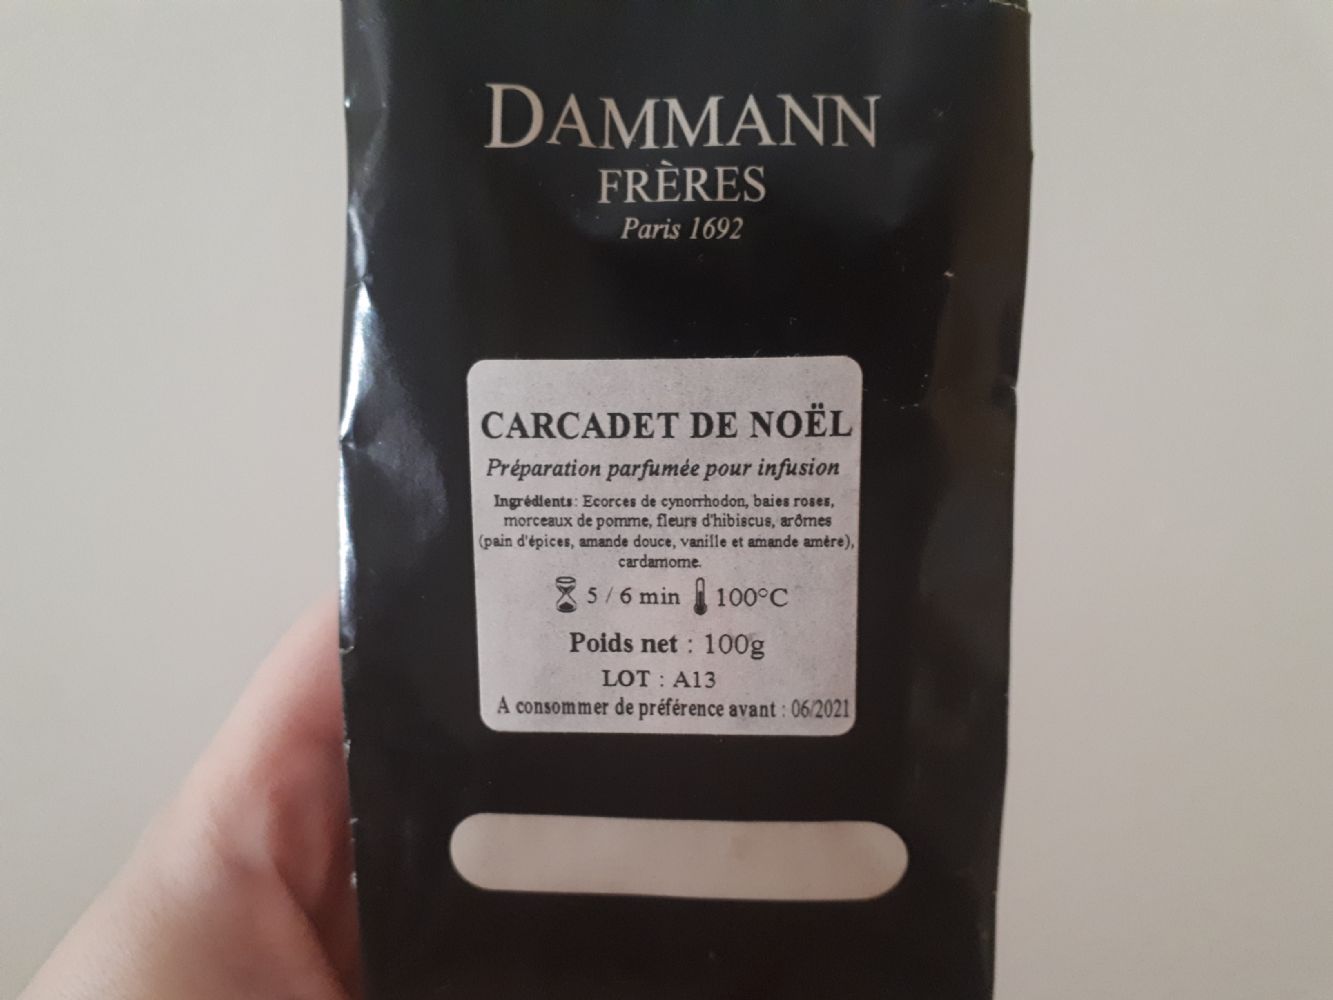 DAMMANN
FRÈRES
Paris 1692
CARCADET DE NOËL
Préparation parfumée pour infusion
Ingrédients: Ecorces de cynorrhodon, baies roses,
morceaux de pomme, fleurs d'hibiscus, arômes
(pain d'épices, amande douce, vanille et amande amère),
cardamome.
5 / 6 min 100°C
Poids net : 100g
LOT : A13
A consommer de préférence avant : 06/2021